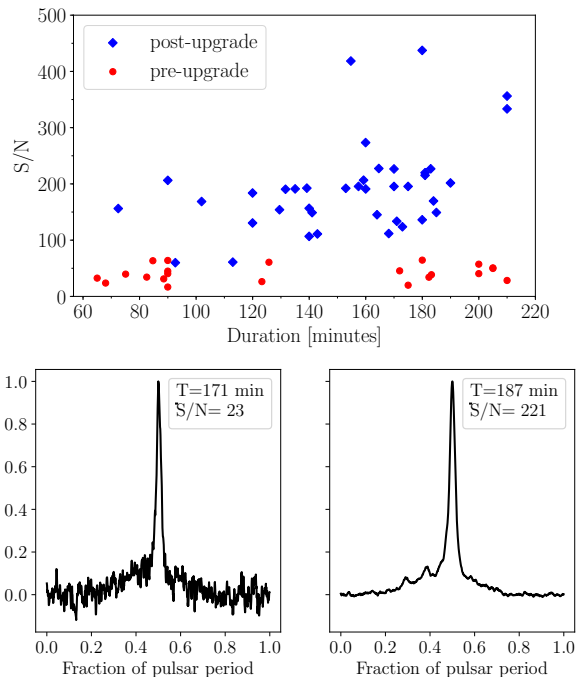 500
400
300
200
100
0
S/N
post-upgrade
pre-upgrade
60 80 100 120 140 160 180 200 220
Duration [minutes]
1.0
0.8
0.6
0.4
0.2
0.0
T=171 min
S/N= 23
0.0 0.2 0.4 0.6 0.8 1.0
Fraction of pulsar period
T=187 min
S/N= 221
0.0 0.2 0.4 0.6 0.8 1.0
Fraction of pulsar period